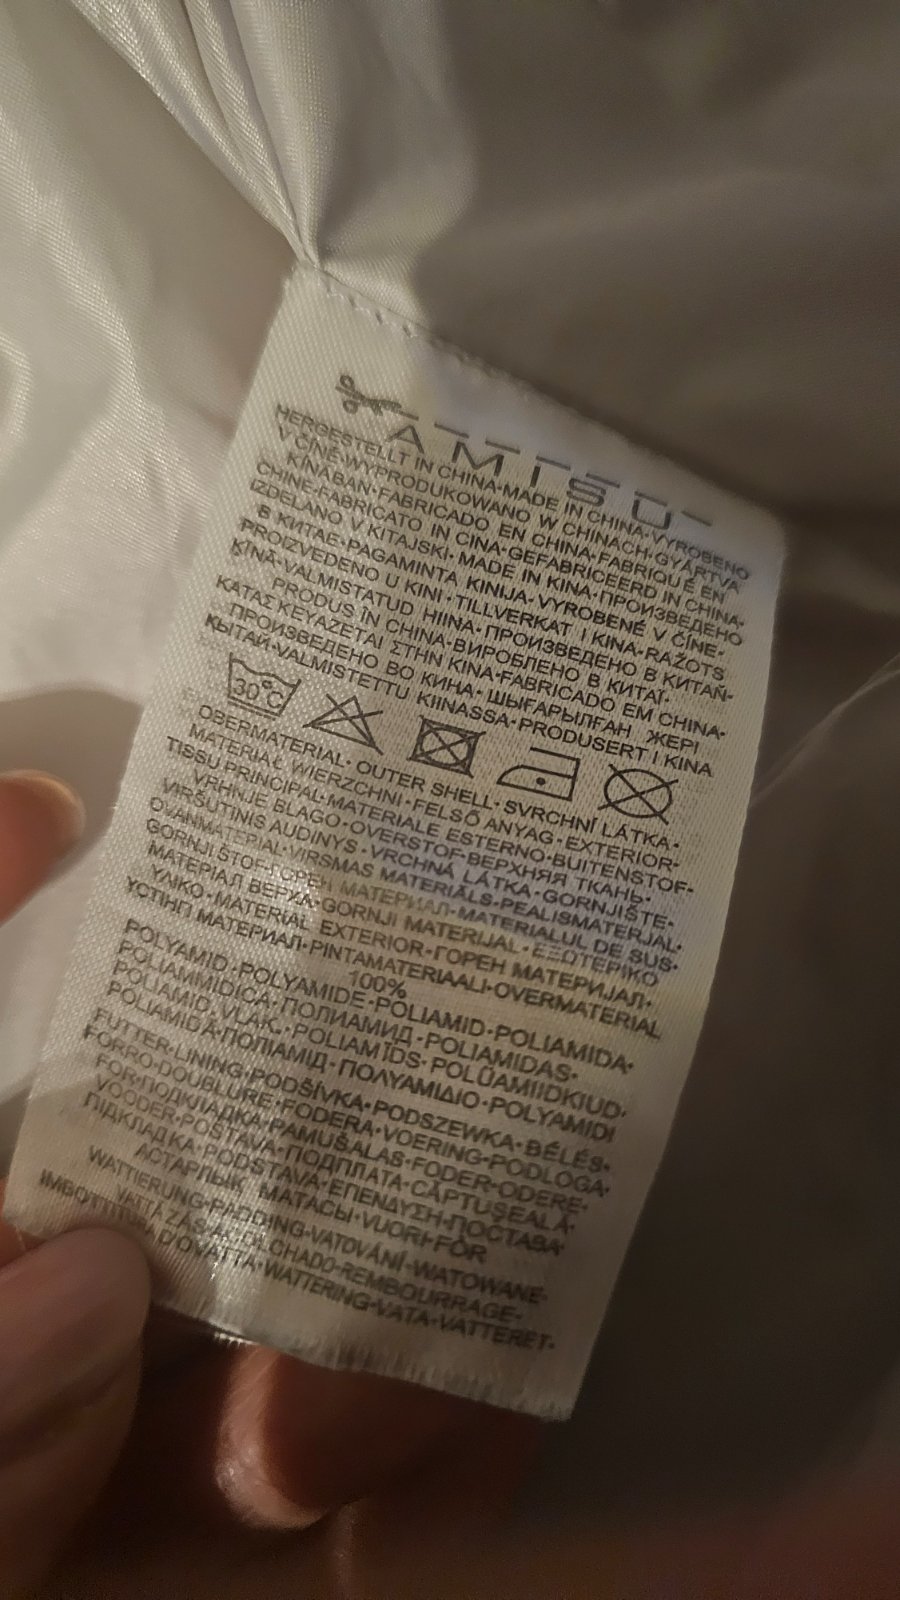 AMISU
HERGESTELLT IN CHINA·MADE IN CHINA·VYROBENO
V ČÍNĚ·WYPRODUKOWANO W CHINACH·GYÁRTVA
KÍNÁBAN·FABRICADO EN CHINA·FABRIQUÉ EN
CHINE·FABRICATO IN CINA·GEFABRICEERD IN CHINA·
IZDELANO V KITAJSKI·MADE IN KINA·ПРОИЗВЕДЕНО
В КИТАЕ·PAGAMINTA KINIJA·VYROBENÉ V ČÍNE·
PROIZVEDENO U KINI·TILLVERKAT I KINA·RAŽOTS
ĶĪNĀ·VALMISTATUD HIINA·ПРОИЗВЕДЕНО В КИТАЙ·
PRODUS ÎN CHINA·ВИРОБЛЕНО В КИТАЇ·
ΚΑΤΑΣΚΕΥΑΖΕΤΑΙ ΣΤΗΝ ΚΙΝΑ·FABRICADO EM CHINA·
ПРОИЗВЕДЕНО ВО КИНА·ШЫҒАРЫЛҒАН ЖЕРІ
ҚЫТАЙ·VALMISTETTU KIINASSA·PRODUSERT I KINA
30°C
OBERMATERIAL·OUTER SHELL·SVRCHNÍ LÁTKA·
MATERIAŁ WIERZCHNI·FELSŐ ANYAG·EXTERIOR·
TISSU PRINCIPAL·MATERIALE ESTERNO·BUITENSTOF·
VRHNJE BLAGO·OVERSTOF·ВЕРХНЯЯ ТКАНЬ·
VIRŠUTINIS AUDINYS·VRCHNÁ LÁTKA·GORNJIŠTE·
OVANMATERIAL·VIRSMAS MATERIĀLS·PEALISMATERJAL·
GORNJI ŠTOF·ГОРЕН МАТЕРИАЛ·MATERIALUL DE SUS·
МАТЕРІАЛ ВЕРХА·GORNJI MATERIJAL·ΕΞΩΤΕΡΙΚΟ
ΥΛΙΚΟ·MATERIAL EXTERIOR·ГОРЕН МАТЕРИЈАЛ·
ҮСТІҢГІ МАТЕРИАЛ·PINTAMATERIAALI·OVERMATERIAL
100%
POLYAMID·POLYAMIDE·POLIAMID·POLIAMIDA·
POLIAMMIDICA·ПОЛИАМИД·POLIAMIDAS·
POLIAMID. VLAK.·POLIAMĪDS·POLÜAMIIDKIUD·
POLIAMIDĂ·ПОЛІАМІД·ΠΟΛΥΑΜΙΔΙΟ·POLYAMIDI
FUTTER·LINING·PODŠÍVKA·PODSZEWKA·BÉLÉS·
FORRO·DOUBLURE·FODERA·VOERING·PODLOGA·
FOR·ПОДКЛАДКА·PAMUŠALAS·FODER·ODERE·
VOODER·POSTAVA·ПОДПЛАТА·CĂPTUŞEALĂ·
ПІДКЛАДКА·PODSTAVA·ΕΠΕΝΔΥΣΗ·ПОСТАВА·
АСТАРЛЫҚ МАТАСЫ·VUORI·FÔR
WATTIERUNG·PADDING·VATOVÁNÍ·WATOWANIE·
VATTAZÁS·ACOLCHADO·REMBOURRAGE·
IMBOTTITURA D'OVATTA·WATTERING·VATA·VATTERET·